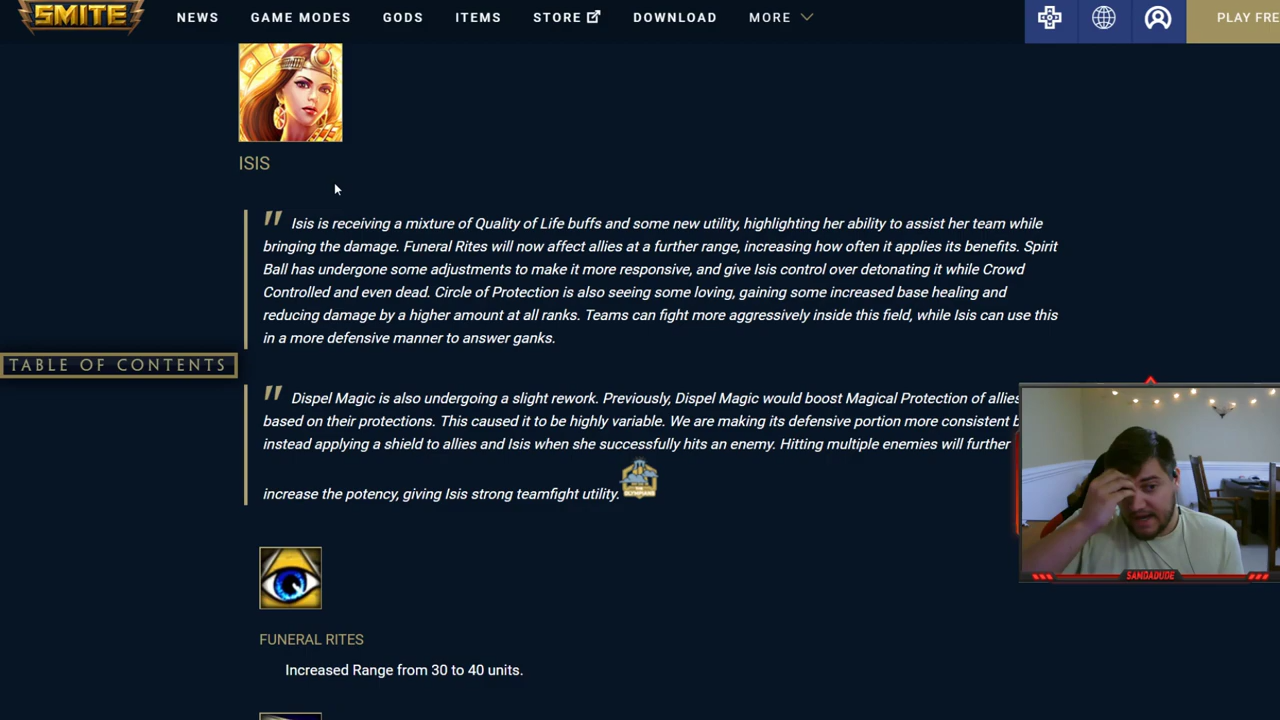 SMITE
NEWS GAME MODES GODS ITEMS STORE DOWNLOAD MORE PLAY FRE
ISIS
" Isis is receiving a mixture of Quality of Life buffs and some new utility, highlighting her ability to assist her team while
bringing the damage. Funeral Rites will now affect allies at a further range, increasing how often it applies its benefits. Spirit
Ball has undergone some adjustments to make it more responsive, and give Isis control over detonating it while Crowd
Controlled and even dead. Circle of Protection is also seeing some loving, gaining some increased base healing and
reducing damage by a higher amount at all ranks. Teams can fight more aggressively inside this field, while Isis can use this
in a more defensive manner to answer ganks.
TABLE OF CONTENTS
" Dispel Magic is also undergoing a slight rework. Previously, Dispel Magic would boost Magical Protection of allies
based on their protections. This caused it to be highly variable. We are making its defensive portion more consistent b
instead applying a shield to allies and Isis when she successfully hits an enemy. Hitting multiple enemies will further
increase the potency, giving Isis strong teamfight utility.
OLYMPIANS
SANDADUDE
FUNERAL RITES
Increased Range from 30 to 40 units.